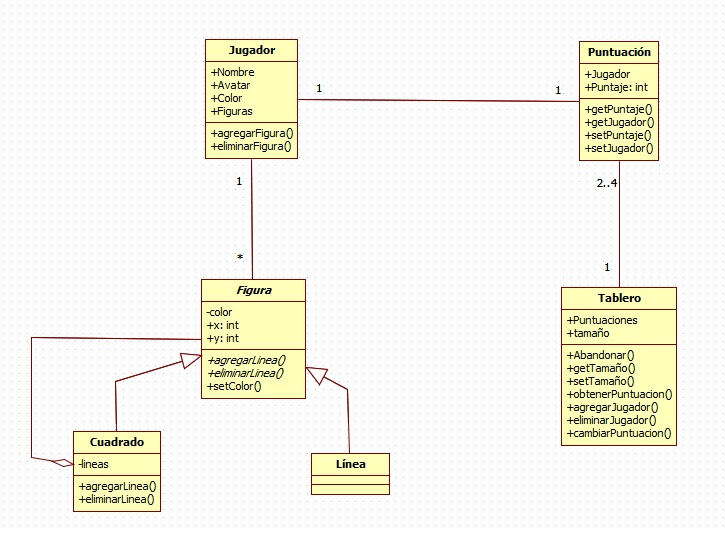 Jugador
+Nombre
+Avatar
+Color
+Figuras
+agregarFigura()
+eliminarFigura()
1
1
Puntuación
+Jugador
+Puntaje: int
+getPuntaje()
+getJugador()
+setPuntaje()
+setJugador()
1
*
2..4
1
Figura
-color
+x: int
+y: int
+agregarLinea()
+eliminarLinea()
+setColor()
Tablero
+Puntuaciones
+tamaño
+Abandonar()
+getTamaño()
+setTamaño()
+obtenerPuntuacion()
+agregarJugador()
+eliminarJugador()
+cambiarPuntuacion()
Cuadrado
-lineas
+agregarLinea()
+eliminarLinea()
Línea